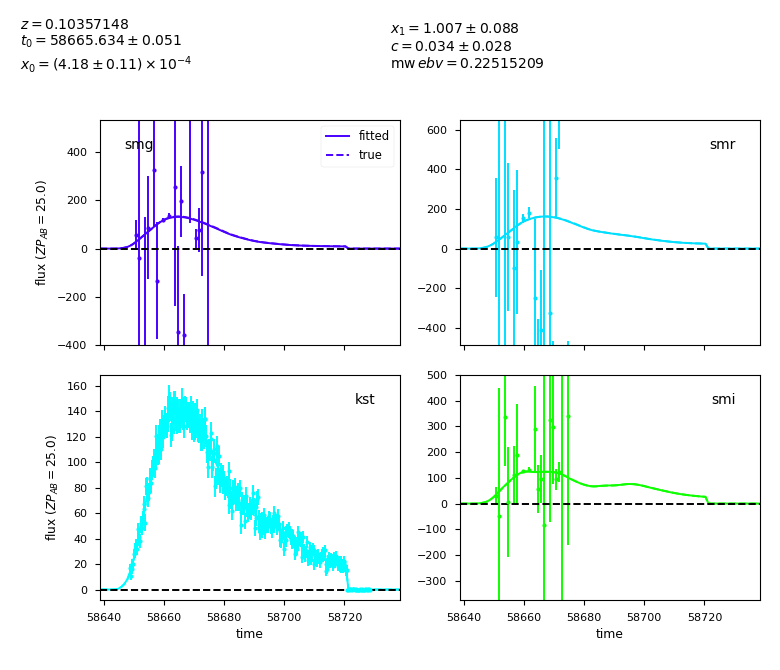 z = 0.10357148
t₀ = 58665.634 ± 0.051
x₀ = (4.18 ± 0.11) × 10⁻⁴
x₁ = 1.007 ± 0.088
c = 0.034 ± 0.028
mw ebv = 0.22515209
smg
fitted
true
flux (ZP_AB = 25.0)
400
200
0
−200
−400
smr
600
400
200
0
−200
−400
kst
flux (ZP_AB = 25.0)
160
140
120
100
80
60
40
20
0
58640 58660 58680 58700 58720
time
smi
500
400
300
200
100
0
−100
−200
−300
58640 58660 58680 58700 58720
time